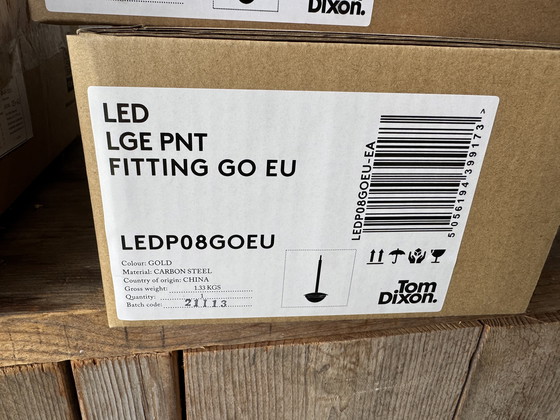 Dixon.
LED
LGE PNT
FITTING GO EU
LEDP08GOEU
Colour: GOLD
Material: CARBON STEEL
Country of origin: CHINA
Gross weight: 1.33 KGS
Quantity: 1
Batch code: 21113
LEDP08GOEU-EA
5 056194 399173 >
Tom
Dixon.